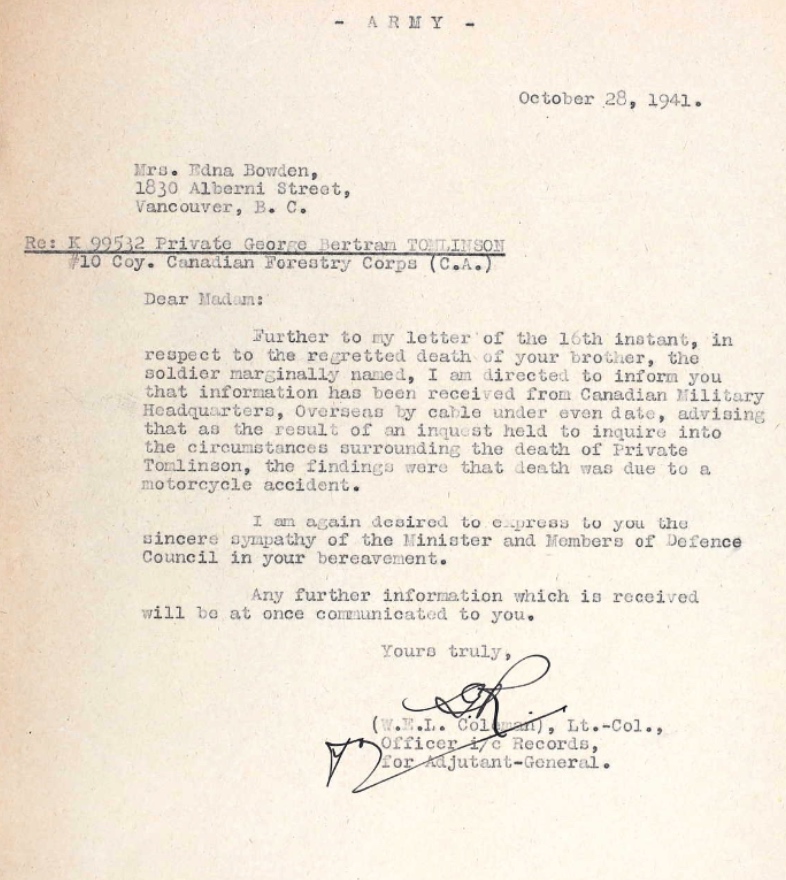 - A R M Y -
October 28, 1941.
Mrs. Edna Bowden,
1830 Alberni Street,
Vancouver, B. C.
Re: K 99532 Private George Bertram TOMLINSON
#10 Coy. Canadian Forestry Corps (C.A.)
Dear Madam:
Further to my letter of the 16th instant, in
respect to the regretted death of your brother, the
soldier marginally named, I am directed to inform you
that information has been received from Canadian Military
Headquarters, Overseas by cable under even date, advising
that as the result of an inquest held to inquire into
the circumstances surrounding the death of Private
Tomlinson, the findings were that death was due to a
motorcycle accident.
I am again desired to express to you the
sincere sympathy of the Minister and Members of Defence
Council in your bereavement.
Any further information which is received
will be at once communicated to you.
Yours truly,
(W.E.L. Coleman), Lt.-Col.,
Officer i/c Records,
for Adjutant-General.